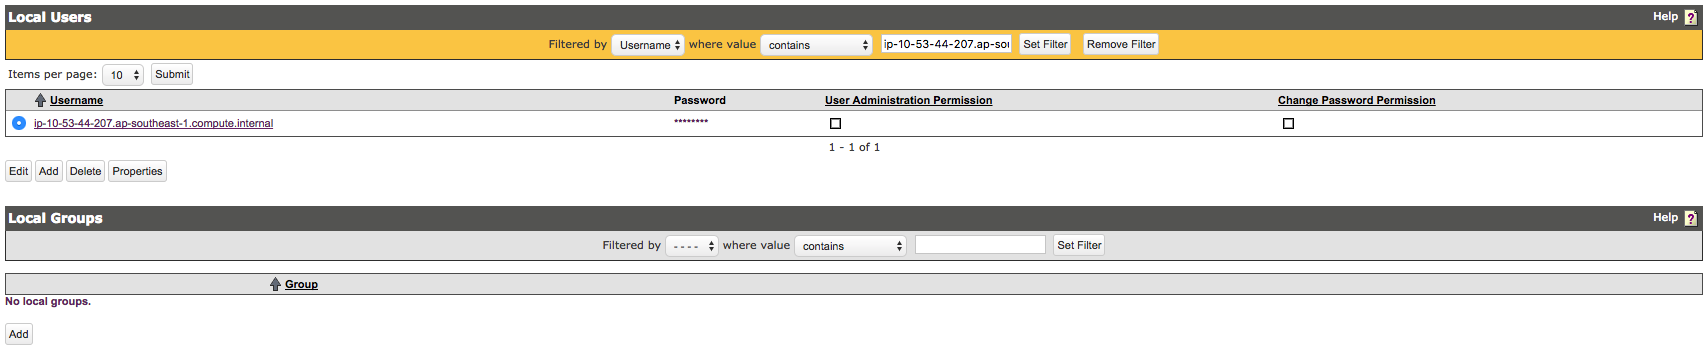 Local Users Help ?
Filtered by Username where value contains ip-10-53-44-207.ap-sou Set Filter Remove Filter
Items per page: 10 Submit
Username Password User Administration Permission Change Password Permission
ip-10-53-44-207.ap-southeast-1.compute.internal ********
1 - 1 of 1
Edit Add Delete Properties
Local Groups Help ?
Filtered by - - - - where value contains Set Filter
Group
No local groups.
Add